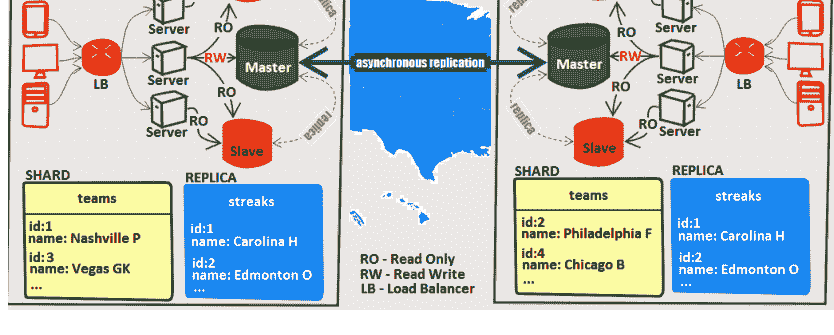 RO
Server
LB
Server
RW
Master
RO
Server
RO
Slave
replica
replica
asynchronous replication
replica
replica
Master
RO
Server
RW
Server
LB
RO
RO
Server
Slave
SHARD
teams
id:1
name: Nashville P
id:3
name: Vegas GK
...
REPLICA
streaks
id:1
name: Carolina H
id:2
name: Edmonton O
...
RO - Read Only
RW - Read Write
LB - Load Balancer
SHARD
teams
id:2
name: Philadelphia F
id:4
name: Chicago B
...
REPLICA
streaks
id:1
name: Carolina H
id:2
name: Edmonton O
...